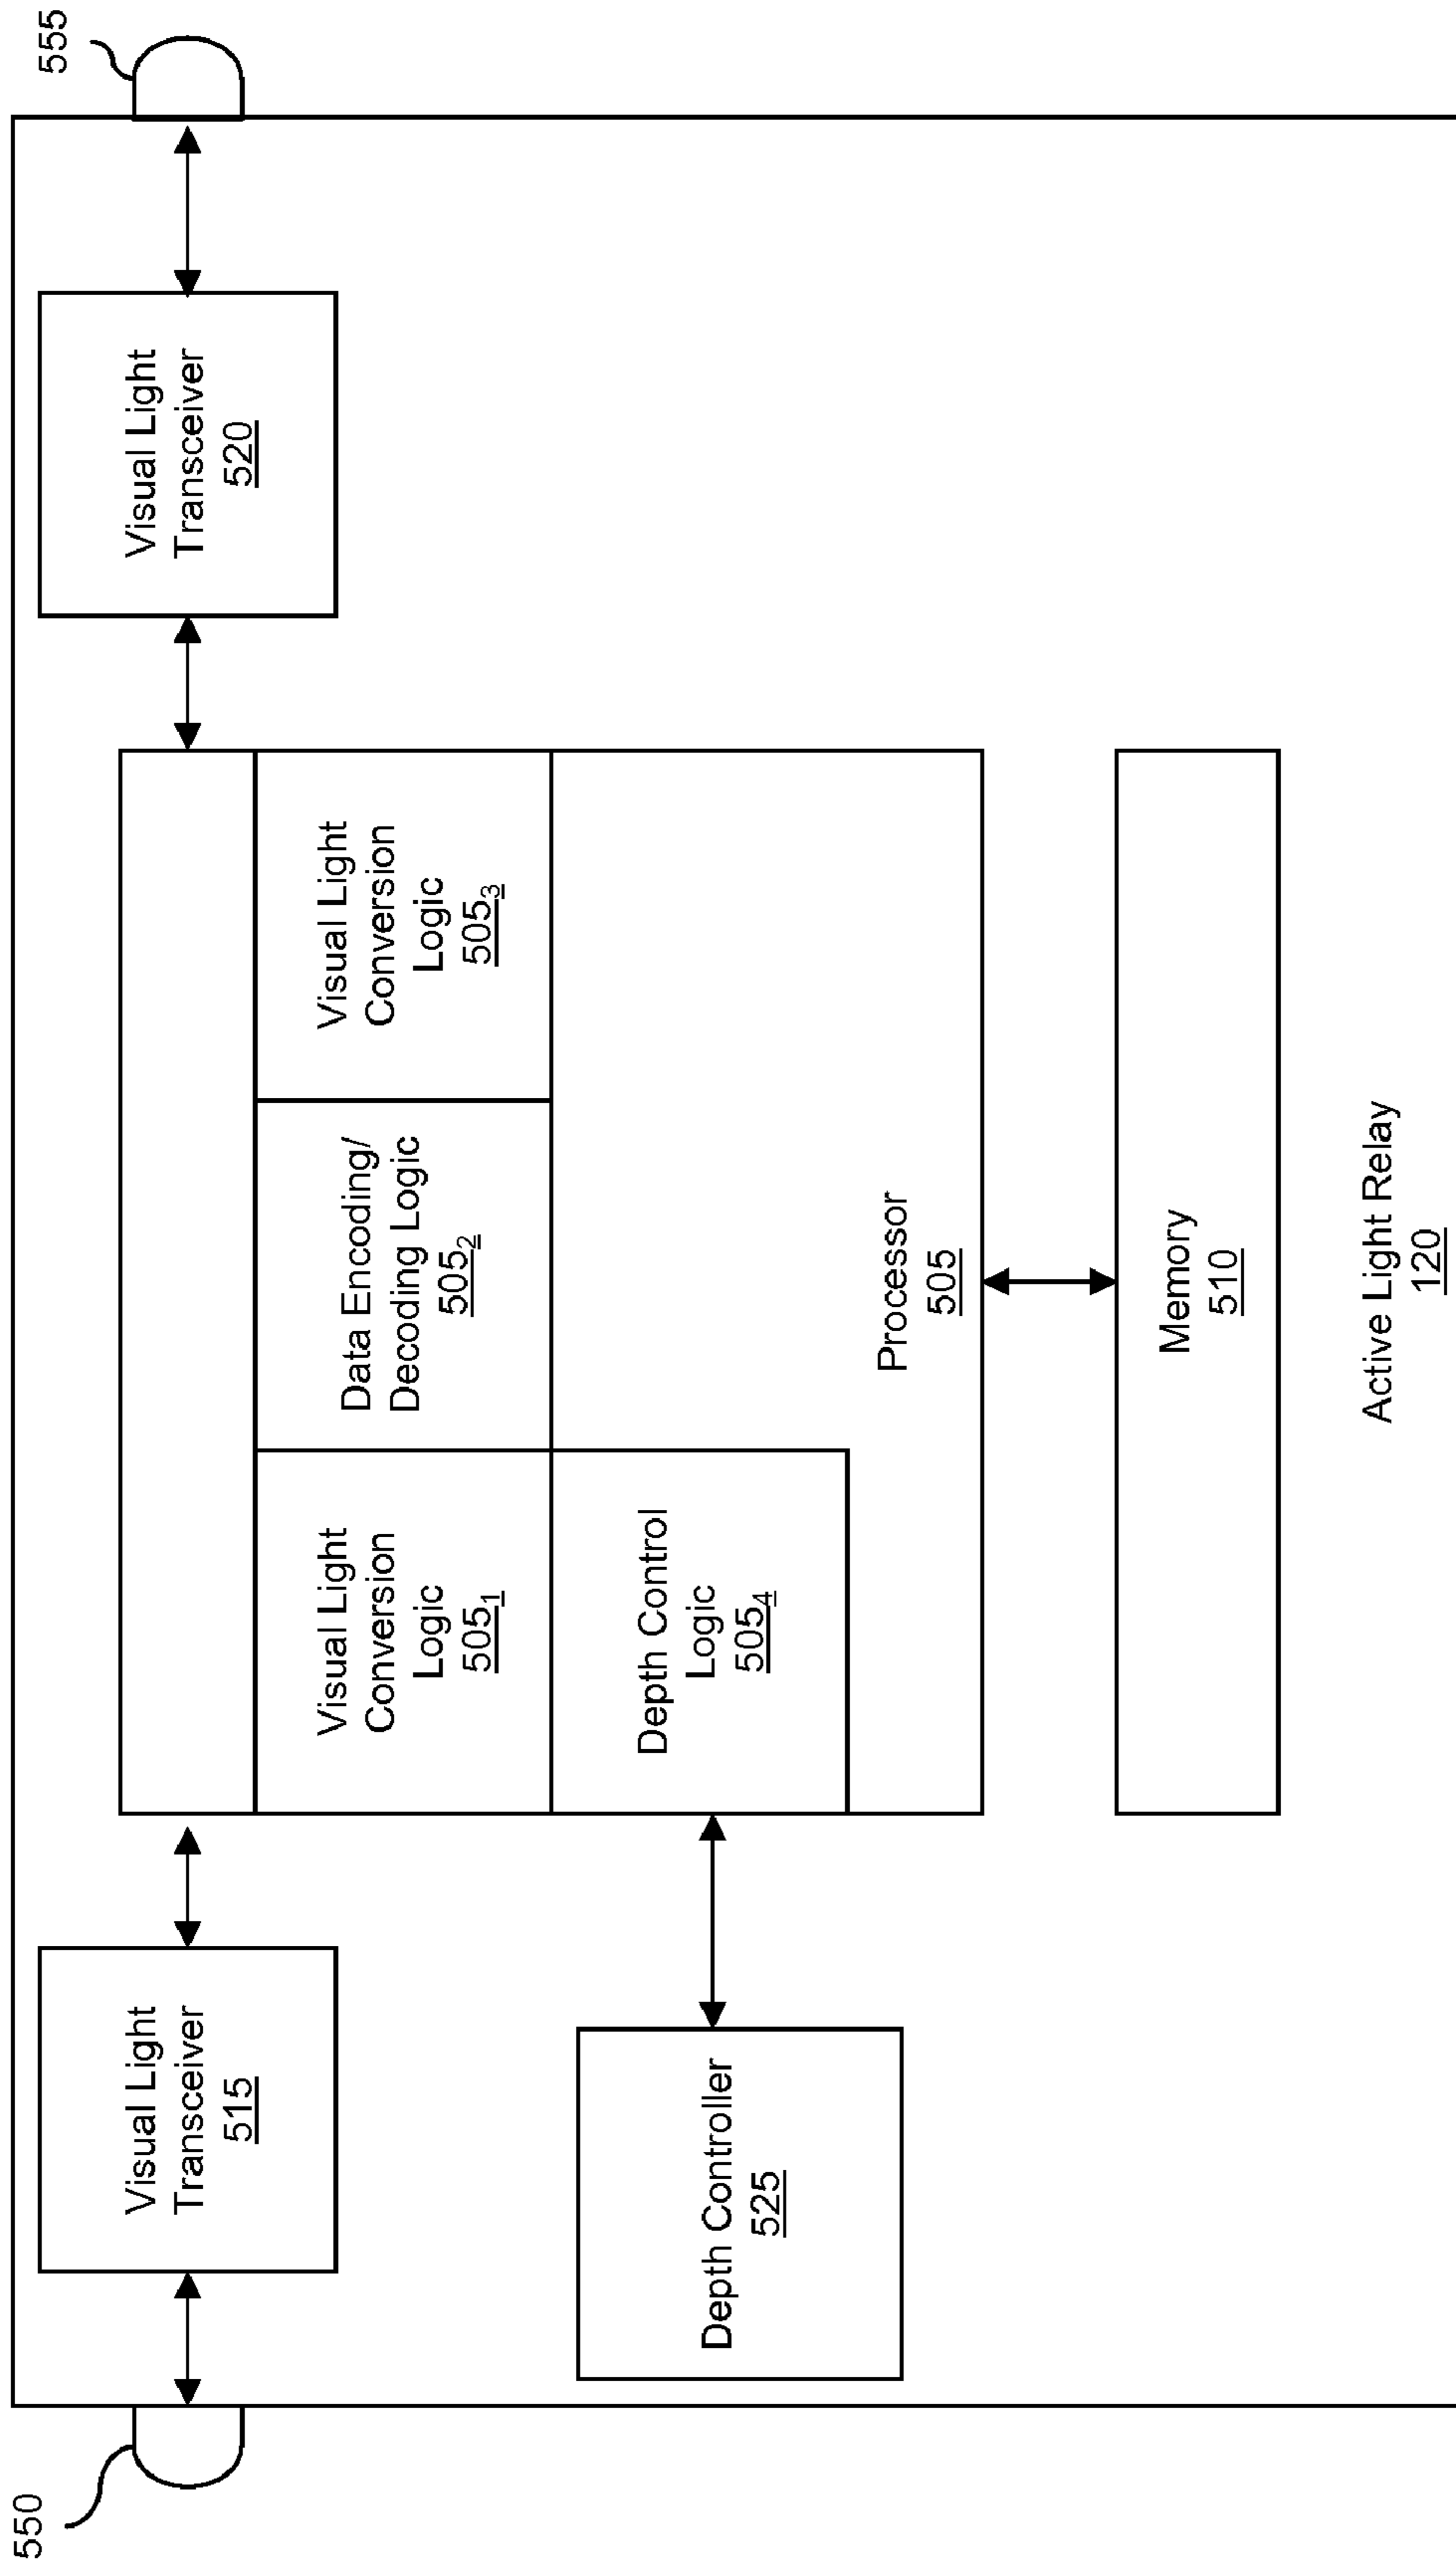 550
555
Visual Light
Transceiver
515
Visual Light
Transceiver
520
Visual Light
Conversion
Logic
505₁
Data Encoding/
Decoding Logic
505₂
Visual Light
Conversion
Logic
505₃
Depth Control
Logic
505₄
Depth Controller
525
Processor
505
Memory
510
Active Light Relay
120